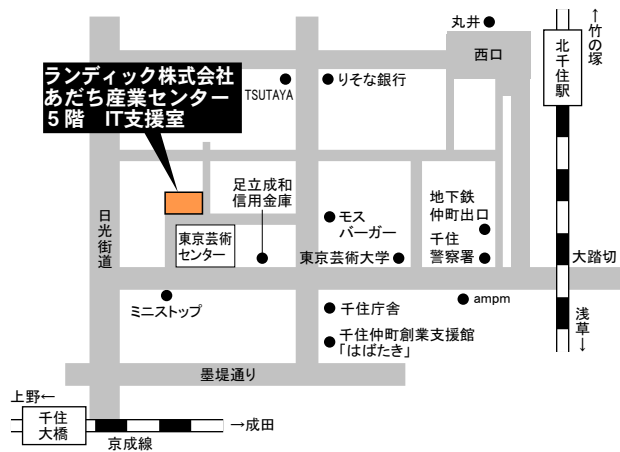 丸井
西口
↑竹の塚
北千住駅
ランディック株式会社
あだち産業センター
5階 IT支援室
TSUTAYA
りそな銀行
足立成和
信用金庫
地下鉄
仲町出口
モス
バーガー
千住
警察署
日光街道
東京芸術
センター
東京芸術大学
大踏切
ミニストップ
ampm
千住庁舎
浅草↓
千住仲町創業支援館
「はばたき」
墨堤通り
上野←
千住
大橋
→成田
京成線